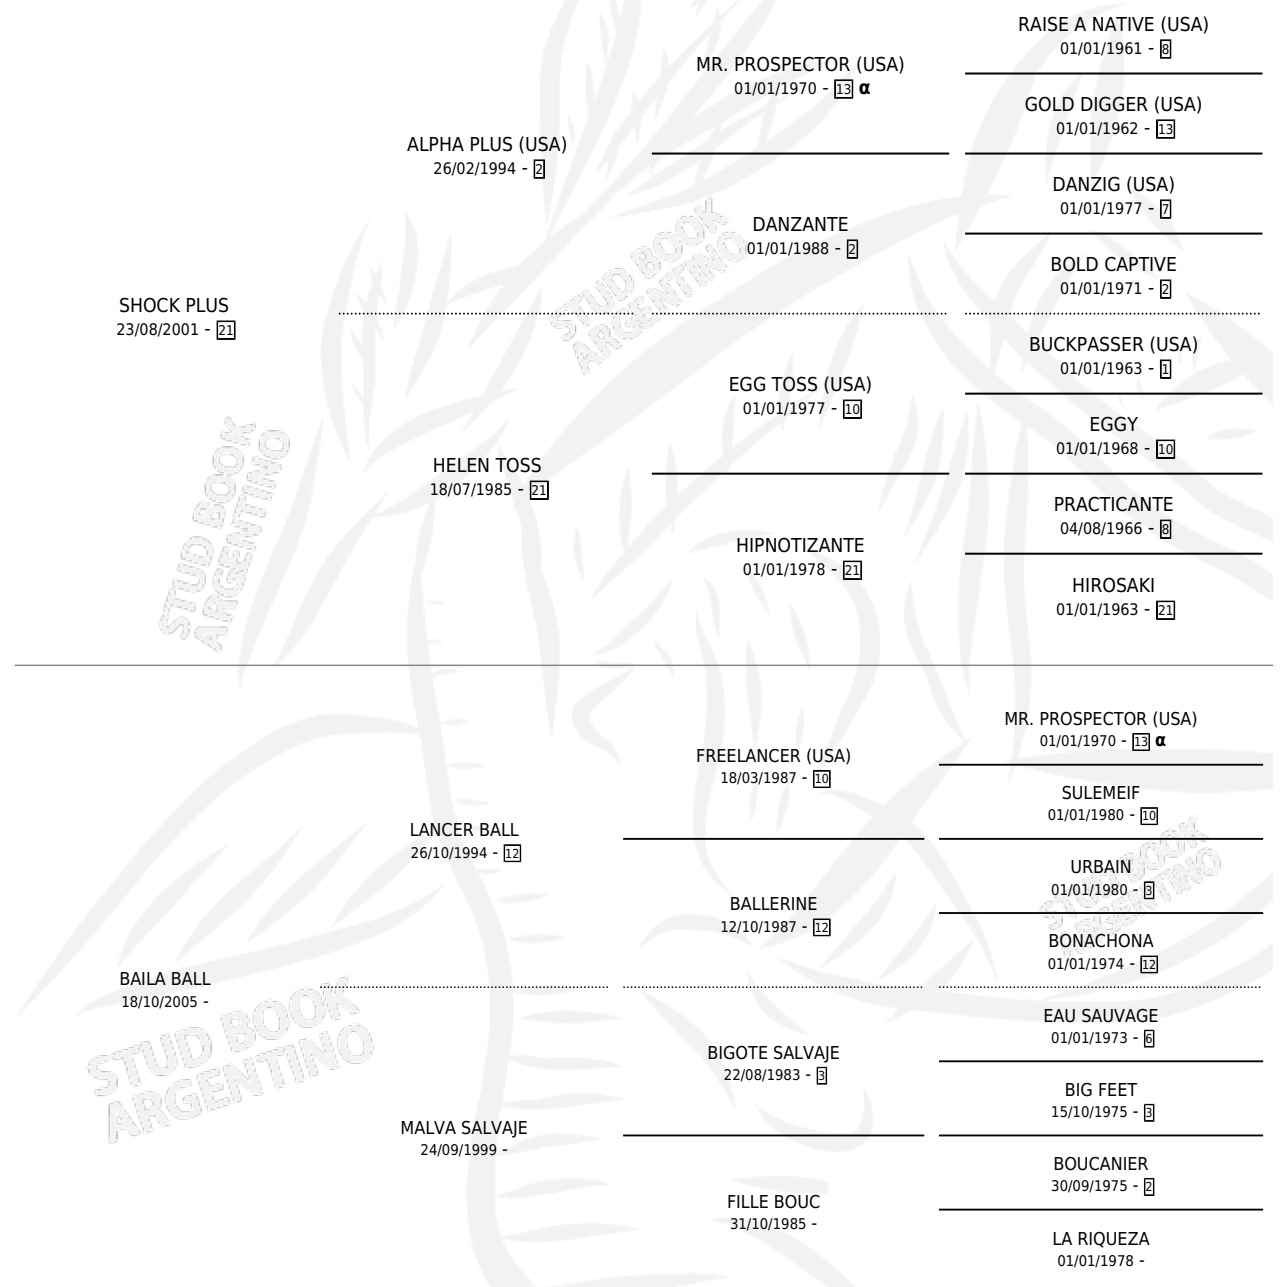 SHOCK PLUS
23/08/2001 - 21
ALPHA PLUS (USA)
26/02/1994 - 2
HELEN TOSS
18/07/1985 - 21
MR. PROSPECTOR (USA)
01/01/1970 - 13 α
DANZANTE
01/01/1988 - 2
EGG TOSS (USA)
01/01/1977 - 10
HIPNOTIZANTE
01/01/1978 - 21
RAISE A NATIVE (USA)
01/01/1961 - 8
GOLD DIGGER (USA)
01/01/1962 - 13
DANZIG (USA)
01/01/1977 - 7
BOLD CAPTIVE
01/01/1971 - 2
BUCKPASSER (USA)
01/01/1963 - 1
EGGY
01/01/1968 - 10
PRACTICANTE
04/08/1966 - 8
HIROSAKI
01/01/1963 - 21
STUD BOOK
ARGENTINO
STUD BOOK
ARGENTINO
BAILA BALL
18/10/2005 -
LANCER BALL
26/10/1994 - 12
MALVA SALVAJE
24/09/1999 -
FREELANCER (USA)
18/03/1987 - 10
BALLERINE
12/10/1987 - 12
BIGOTE SALVAJE
22/08/1983 - 3
FILLE BOUC
31/10/1985 -
MR. PROSPECTOR (USA)
01/01/1970 - 13 α
SULEMEIF
01/01/1980 - 10
URBAIN
01/01/1980 - 3
BONACHONA
01/01/1974 - 12
EAU SAUVAGE
01/01/1973 - 6
BIG FEET
15/10/1975 - 3
BOUCANIER
30/09/1975 - 2
LA RIQUEZA
01/01/1978 -
STUD BOOK
ARGENTINO
STUD BOOK
ARGENTINO